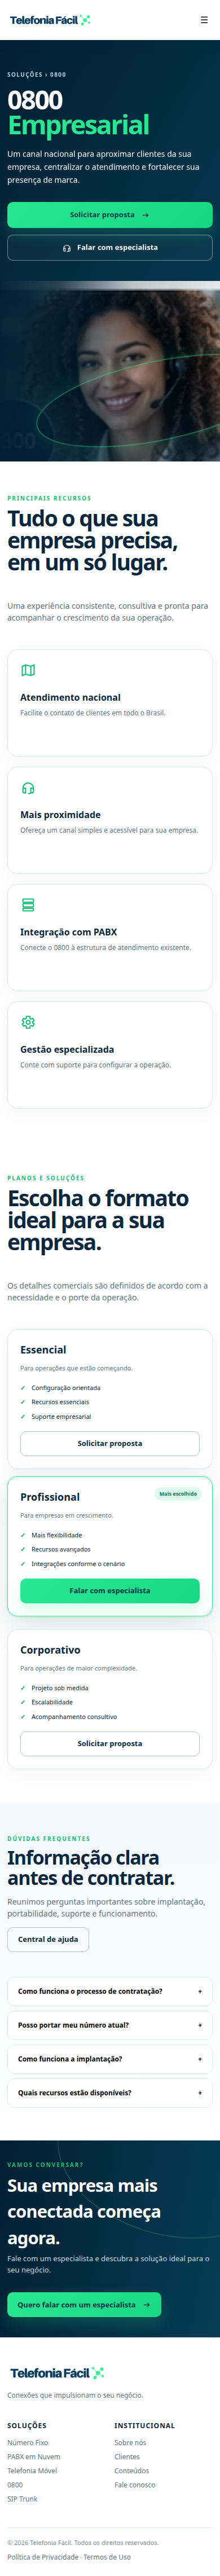 Telefonia Fácil
SOLUÇÕES › 0800
0800
Empresarial
Um canal nacional para aproximar clientes da sua
empresa, centralizar o atendimento e fortalecer sua
presença de marca.
Solicitar proposta →
Falar com especialista
PRINCIPAIS RECURSOS
Tudo o que sua
empresa precisa,
em um só lugar.
Uma experiência consistente, consultiva e pronta para
acompanhar o crescimento da sua operação.
Atendimento nacional
Facilite o contato de clientes em todo o Brasil.
Mais proximidade
Ofereça um canal simples e acessível para sua empresa.
Integração com PABX
Conecte o 0800 à estrutura de atendimento existente.
Gestão especializada
Conte com suporte para configurar a operação.
PLANOS E SOLUÇÕES
Escolha o formato
ideal para a sua
empresa.
Os detalhes comerciais são definidos de acordo com a
necessidade e o porte da operação.
Essencial
Para operações que estão começando.
✓ Configuração orientada
✓ Recursos essenciais
✓ Suporte empresarial
Solicitar proposta
Mais escolhido
Profissional
Para empresas em crescimento.
✓ Mais flexibilidade
✓ Recursos avançados
✓ Integrações conforme o cenário
Falar com especialista
Corporativo
Para operações de maior complexidade.
✓ Projeto sob medida
✓ Escalabilidade
✓ Acompanhamento consultivo
Solicitar proposta
DÚVIDAS FREQUENTES
Informação clara
antes de contratar.
Reunimos perguntas importantes sobre implantação,
portabilidade, suporte e funcionamento.
Central de ajuda
Como funciona o processo de contratação? +
Posso portar meu número atual? +
Como funciona a implantação? +
Quais recursos estão disponíveis? +
VAMOS CONVERSAR?
Sua empresa mais
conectada começa
agora.
Fale com um especialista e descubra a solução ideal para o
seu negócio.
Quero falar com um especialista →
Telefonia Fácil
Conexões que impulsionam o seu negócio.
SOLUÇÕES
Número Fixo
PABX em Nuvem
Telefonia Móvel
0800
SIP Trunk
INSTITUCIONAL
Sobre nós
Clientes
Conteúdos
Fale conosco
© 2026 Telefonia Fácil. Todos os direitos reservados.
Política de Privacidade · Termos de Uso